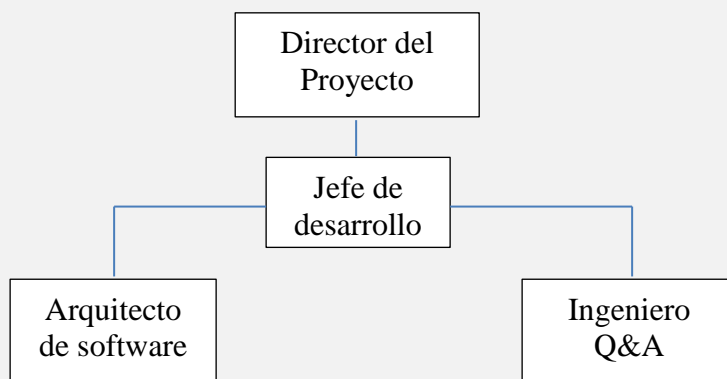 Director del
Proyecto
Jefe de
desarrollo
Arquitecto
de software
Ingeniero
Q&A